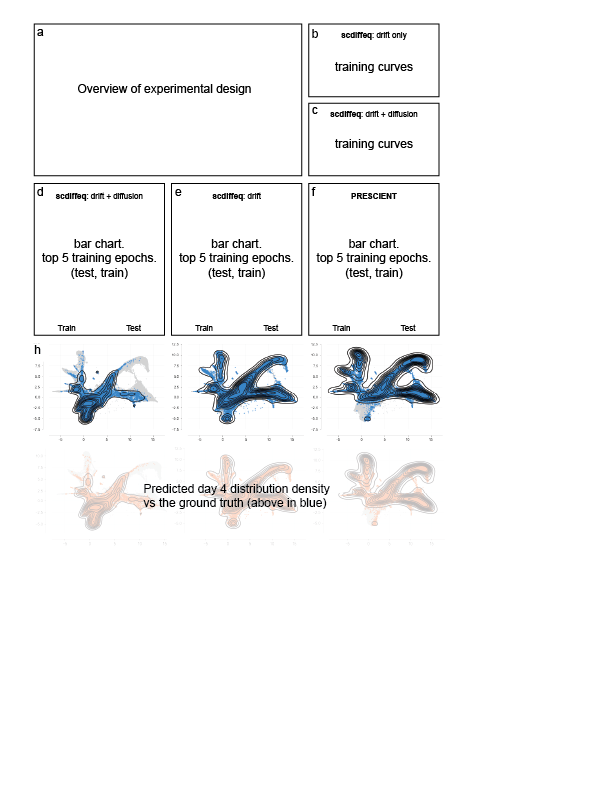 a
Overview of experimental design
b
scdiffeq: drift only
training curves
c
scdiffeq: drift + diffusion
training curves
d
scdiffeq: drift + diffusion
bar chart.
top 5 training epochs.
(test, train)
Train Test
e
scdiffeq: drift
bar chart.
top 5 training epochs.
(test, train)
Train Test
f
PRESCIENT
bar chart.
top 5 training epochs.
(test, train)
Train Test
h
Predicted day 4 distribution density
vs the ground truth (above in blue)